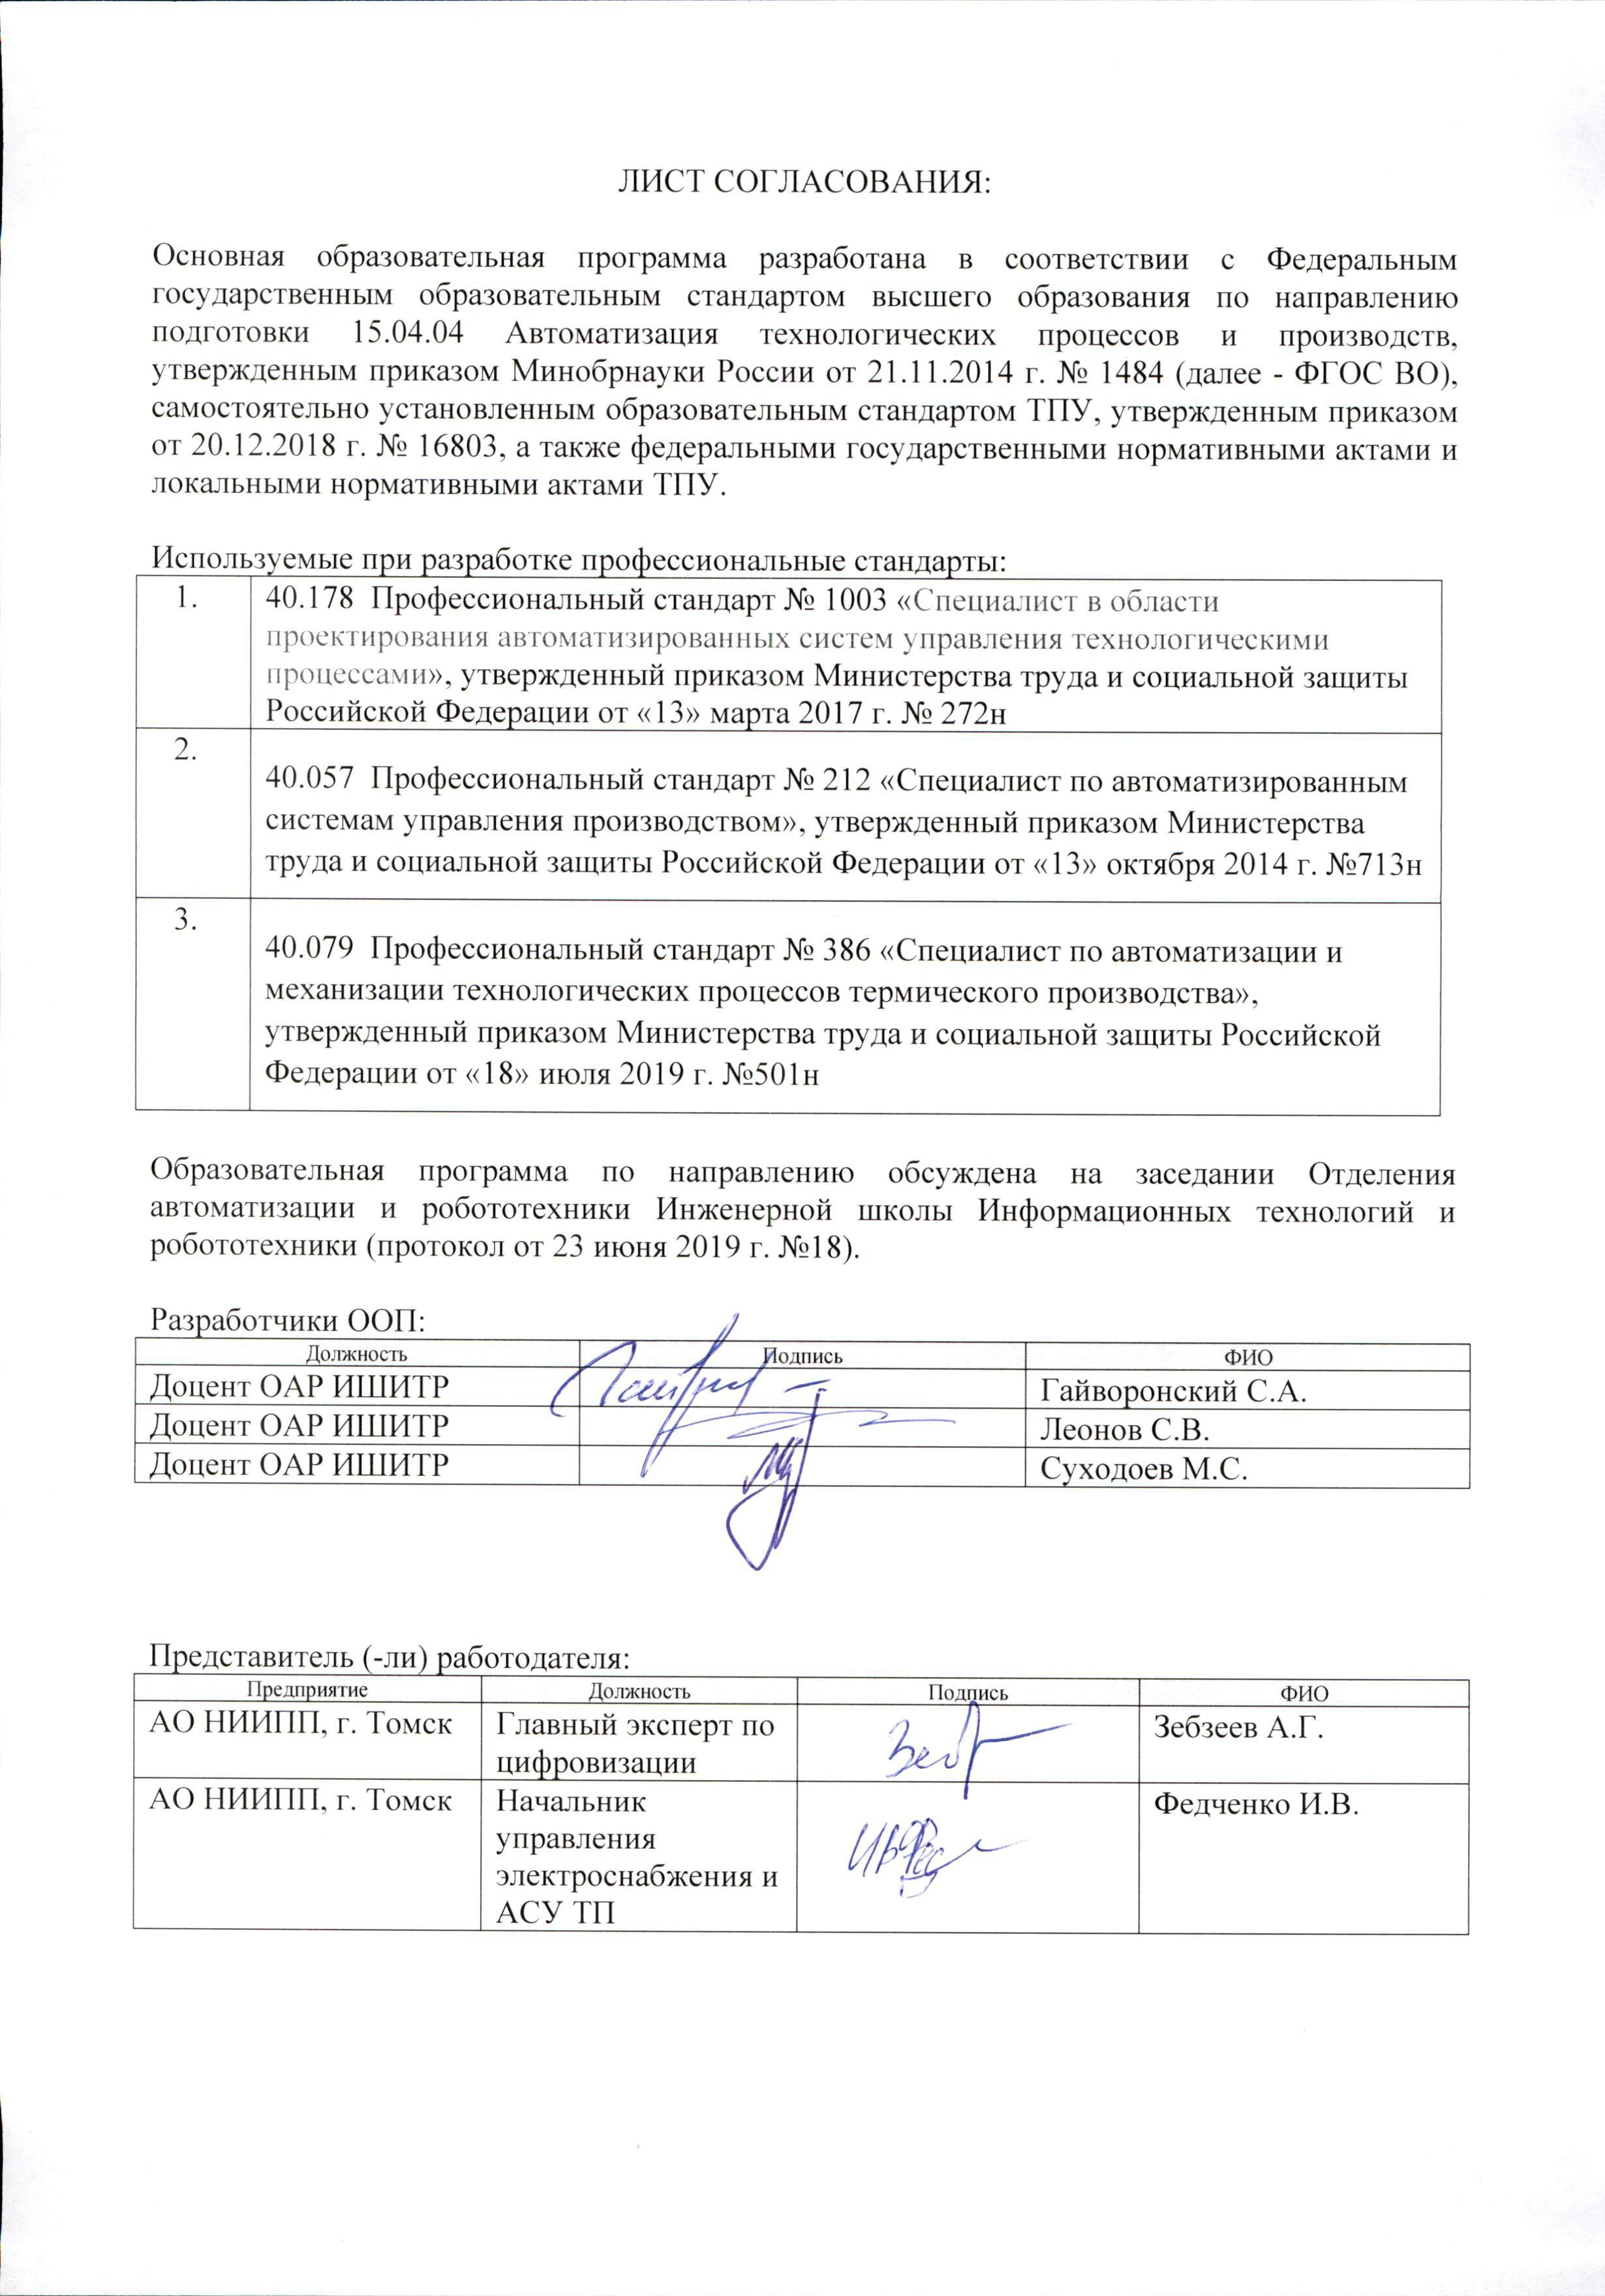 ЛИСТ СОГЛАСОВАНИЯ:
Основная образовательная программа разработана в соответствии с Федеральным
государственным образовательным стандартом высшего образования по направлению
подготовки 15.04.04 Автоматизация технологических процессов и производств,
утвержденным приказом Минобрнауки России от 21.11.2014 г. № 1484 (далее - ФГОС ВО),
самостоятельно установленным образовательным стандартом ТПУ, утвержденным приказом
от 20.12.2018 г. № 16803, а также федеральными государственными нормативными актами и
локальными нормативными актами ТПУ.
Используемые при разработке профессиональные стандарты:
1. 40.178 Профессиональный стандарт № 1003 «Специалист в области
проектирования автоматизированных систем управления технологическими
процессами», утвержденный приказом Министерства труда и социальной защиты
Российской Федерации от «13» марта 2017 г. № 272н
2.
40.057 Профессиональный стандарт № 212 «Специалист по автоматизированным
системам управления производством», утвержденный приказом Министерства
труда и социальной защиты Российской Федерации от «13» октября 2014 г. №713н
3.
40.079 Профессиональный стандарт № 386 «Специалист по автоматизации и
механизации технологических процессов термического производства»,
утвержденный приказом Министерства труда и социальной защиты Российской
Федерации от «18» июля 2019 г. №501н
Образовательная программа по направлению обсуждена на заседании Отделения
автоматизации и робототехники Инженерной школы Информационных технологий и
робототехники (протокол от 23 июня 2019 г. №18).
Разработчики ООП:
Должность Подпись ФИО
Доцент ОАР ИШИТР Гайворонский С.А.
Доцент ОАР ИШИТР Леонов С.В.
Доцент ОАР ИШИТР Суходоев М.С.
Представитель (-ли) работодателя:
Предприятие Должность Подпись ФИО
АО НИИПП, г. Томск Главный эксперт по Зебзеев А.Г.
цифровизации
АО НИИПП, г. Томск Начальник Федченко И.В.
управления
электроснабжения и
АСУ ТП